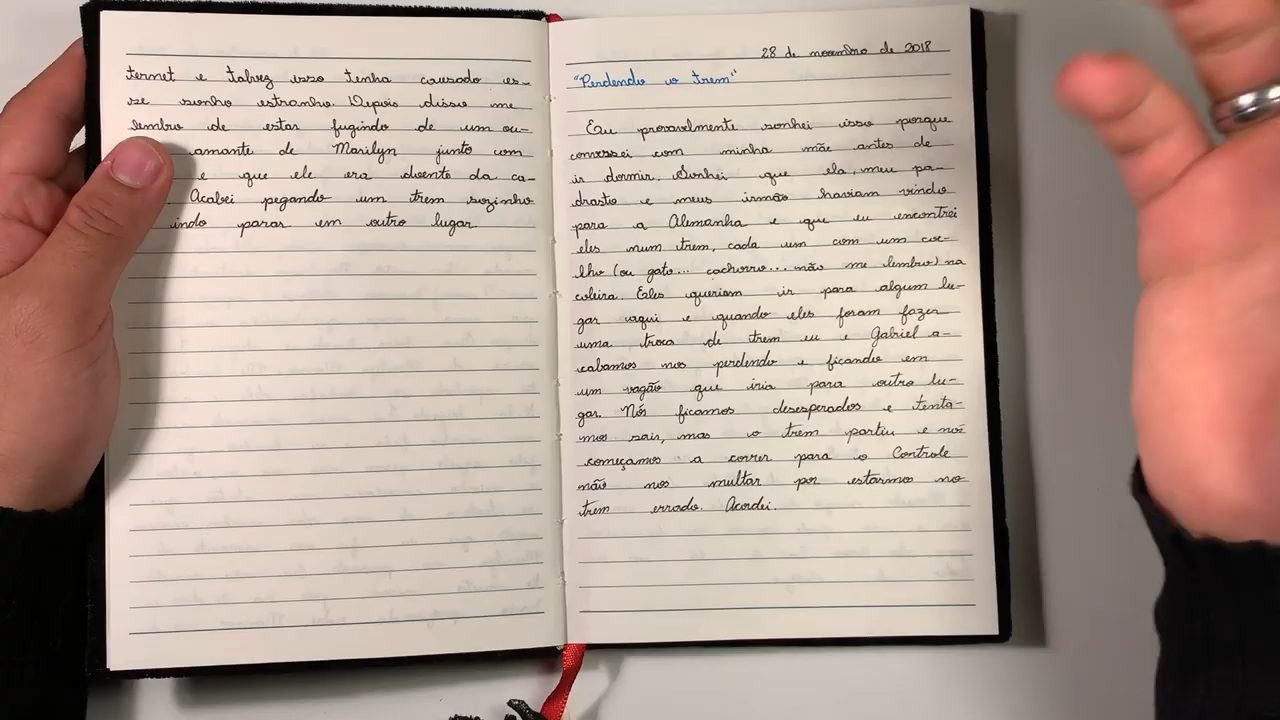 ternet e talvez isso tenha causado es-
se sonho estranho. Depois disso me
lembro de estar fugindo de um ou-
amante de Marilyn junto com
e que ele era doente da ca-
Acabei pegando um trem sozinho
indo parar em outro lugar
28 de novembro de 2018
"Perdendo o trem"
Eu provavelmente sonhei isso porque
conversei com minha mãe antes de
ir dormir. Sonhei que ela, meu pa-
drasto e meus irmão haviam vindo
para a Alemanha e que eu encontrei
eles num trem, cada um com um coe-
lho (ou gato... cachorro... não me lembro) na
coleira. Eles queriam ir para algum lu-
gar aqui e quando eles foram fazer
uma troca de trem eu e Gabriel a-
cabamos nos perdendo e ficando em
um vagão que iria para outro lu-
gar. Nós ficamos desesperados e tenta-
mos sair, mas o trem partiu e nós
começamos a correr para o Controle
não nos multar por estarmos no
trem errado. Acordei.